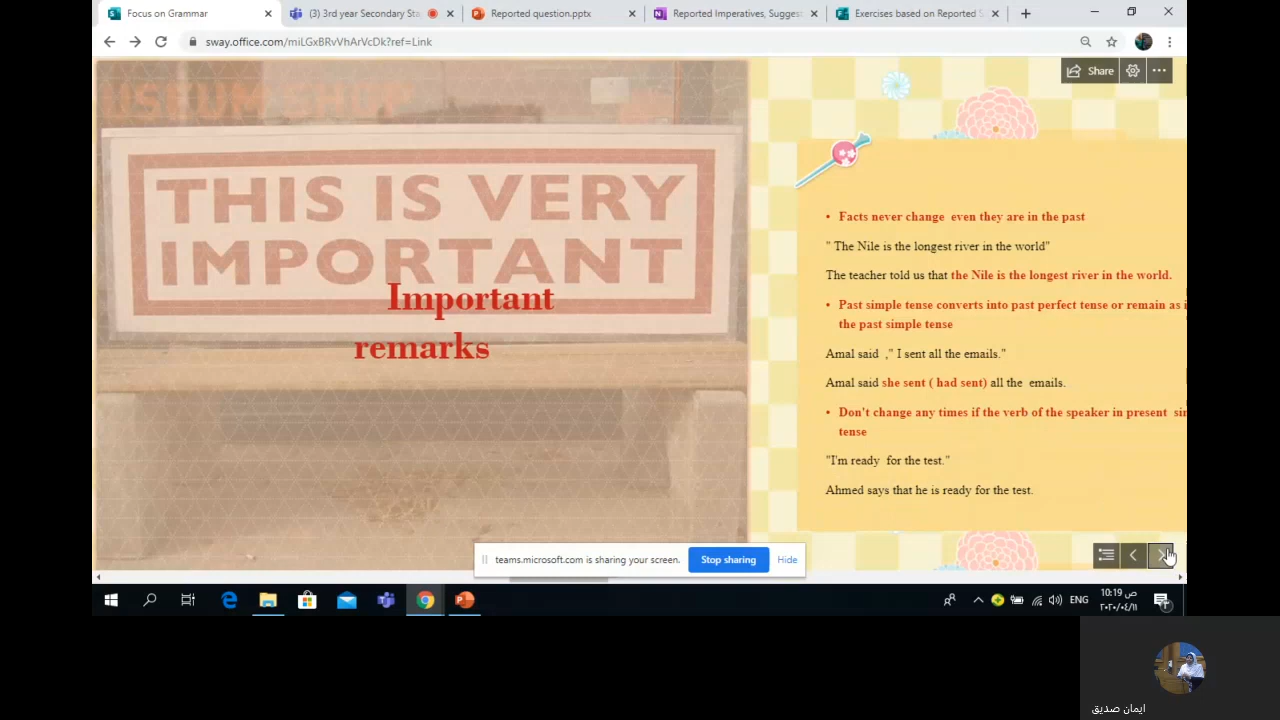 Focus on Grammar
(3) 3rd year Secondary Sta
Reported question.pptx
Reported Imperatives, Sugges
Exercises based on Reported S
sway.office.com/miLGxBRvVhArVcDk?ref=Link
Share
THIS IS VERY
IMPORTANT
Important
remarks
• Facts never change even they are in the past
" The Nile is the longest river in the world"
The teacher told us that the Nile is the longest river in the world.
• Past simple tense converts into past perfect tense or remain as i
the past simple tense
Amal said ," I sent all the emails."
Amal said she sent ( had sent) all the emails.
• Don't change any times if the verb of the speaker in present sin
tense
"I'm ready for the test."
Ahmed says that he is ready for the test.
teams.microsoft.com is sharing your screen.
Stop sharing
Hide
ENG
10:19 ص
٢٠٢٠/٠٤/١١
ايمان صديق